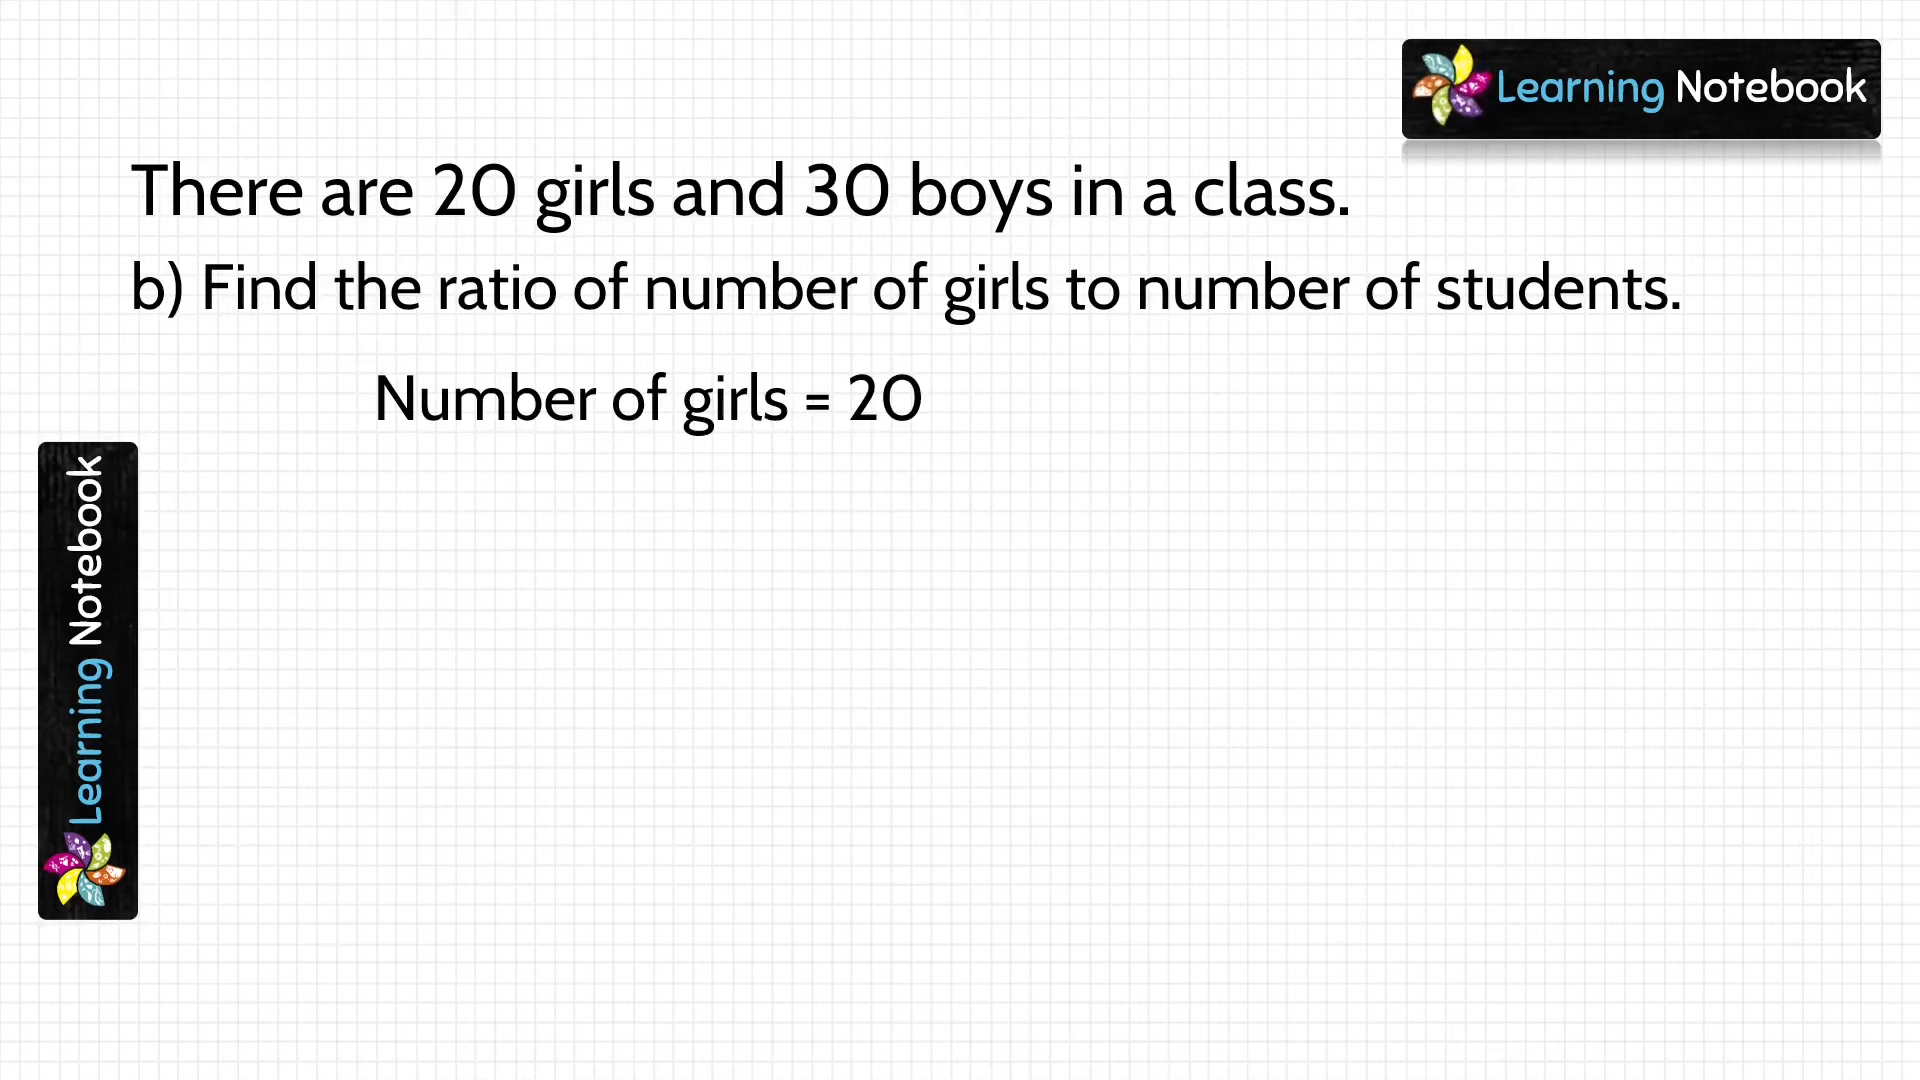 Learning Notebook
There are 20 girls and 30 boys in a class.
b) Find the ratio of number of girls to number of students.
Number of girls = 20
Learning Notebook